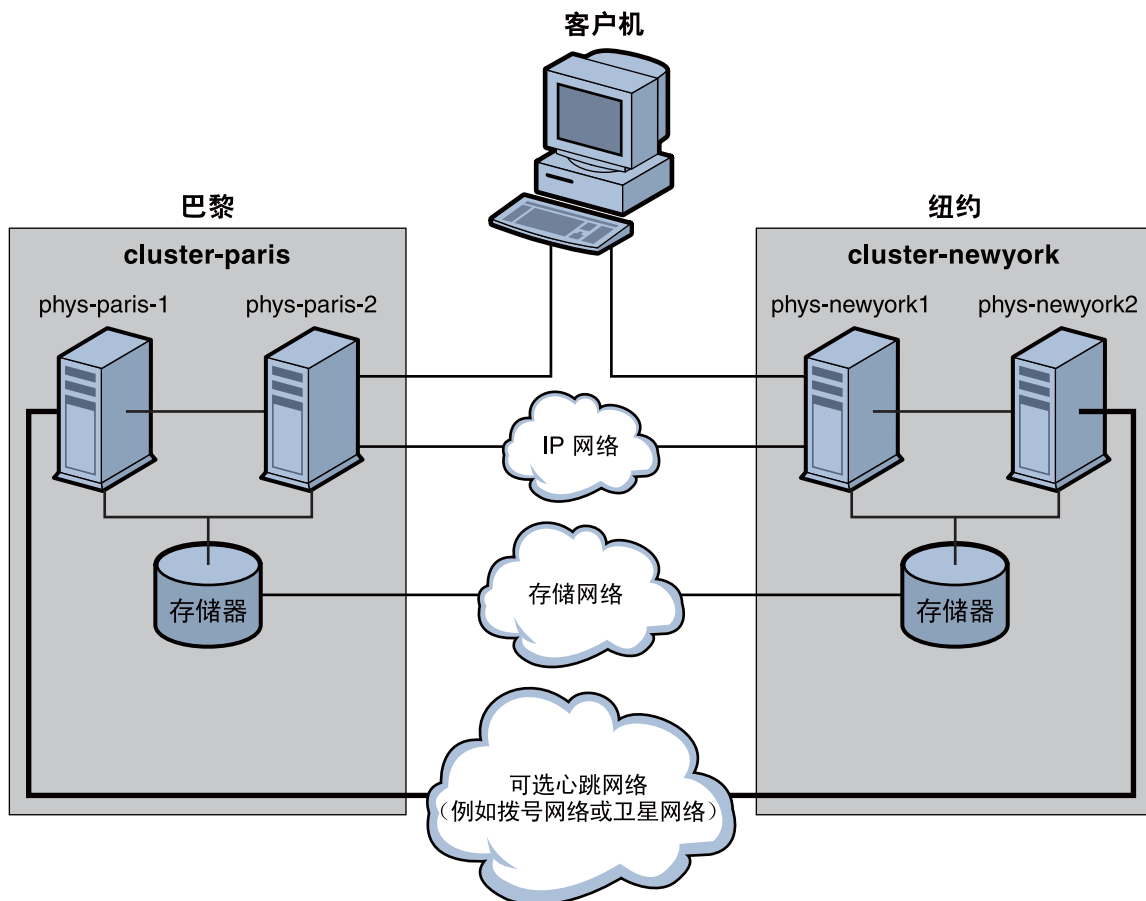 客户机
巴黎
纽约
cluster-paris
cluster-newyork
phys-paris-1
phys-paris-2
phys-newyork1
phys-newyork2
IP 网络
存储器
存储网络
存储器
可选心跳网络
（例如拨号网络或卫星网络）